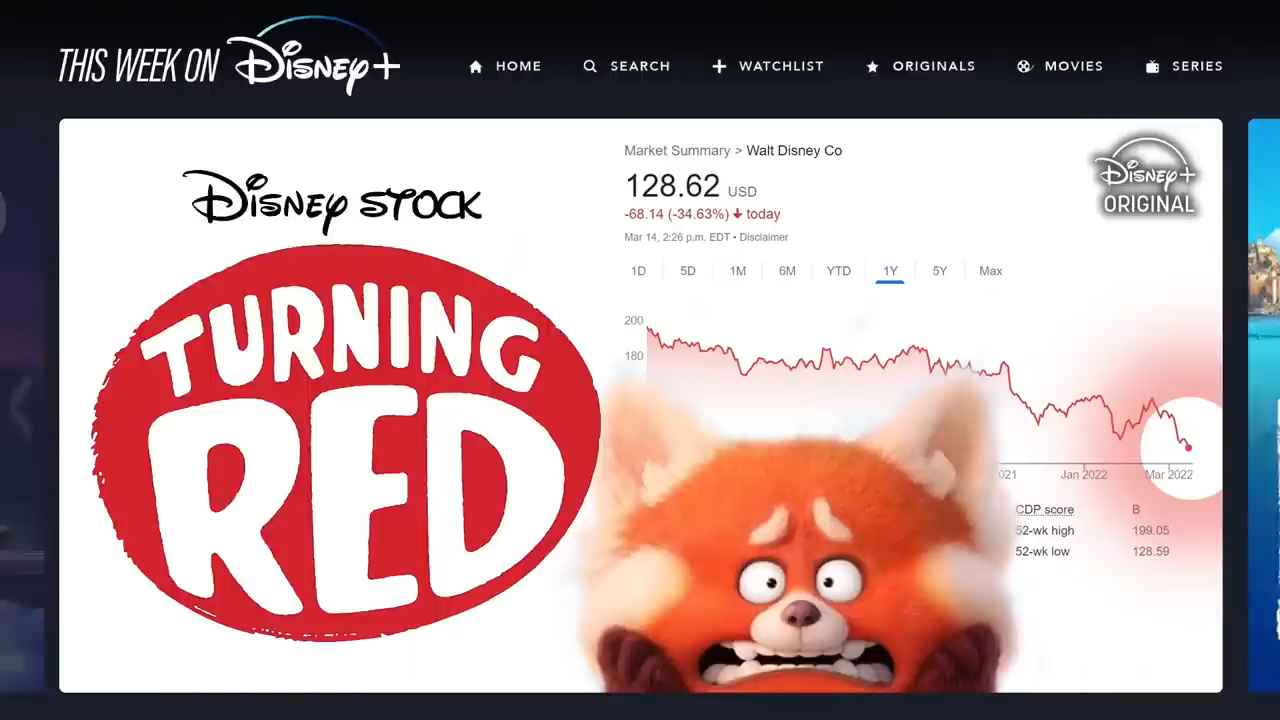 THIS WEEK ON Disney+
HOME
SEARCH
WATCHLIST
ORIGINALS
MOVIES
SERIES
Disney STOCK
TURNING
RED
Market Summary > Walt Disney Co
128.62 USD
-68.14 (-34.63%) ↓ today
Mar 14, 2:26 p.m. EDT • Disclaimer
1D 5D 1M 6M YTD 1Y 5Y Max
200
180
021 Jan 2022 Mar 2022
CDP score B
52-wk high 199.05
52-wk low 128.59
Disney+
ORIGINAL